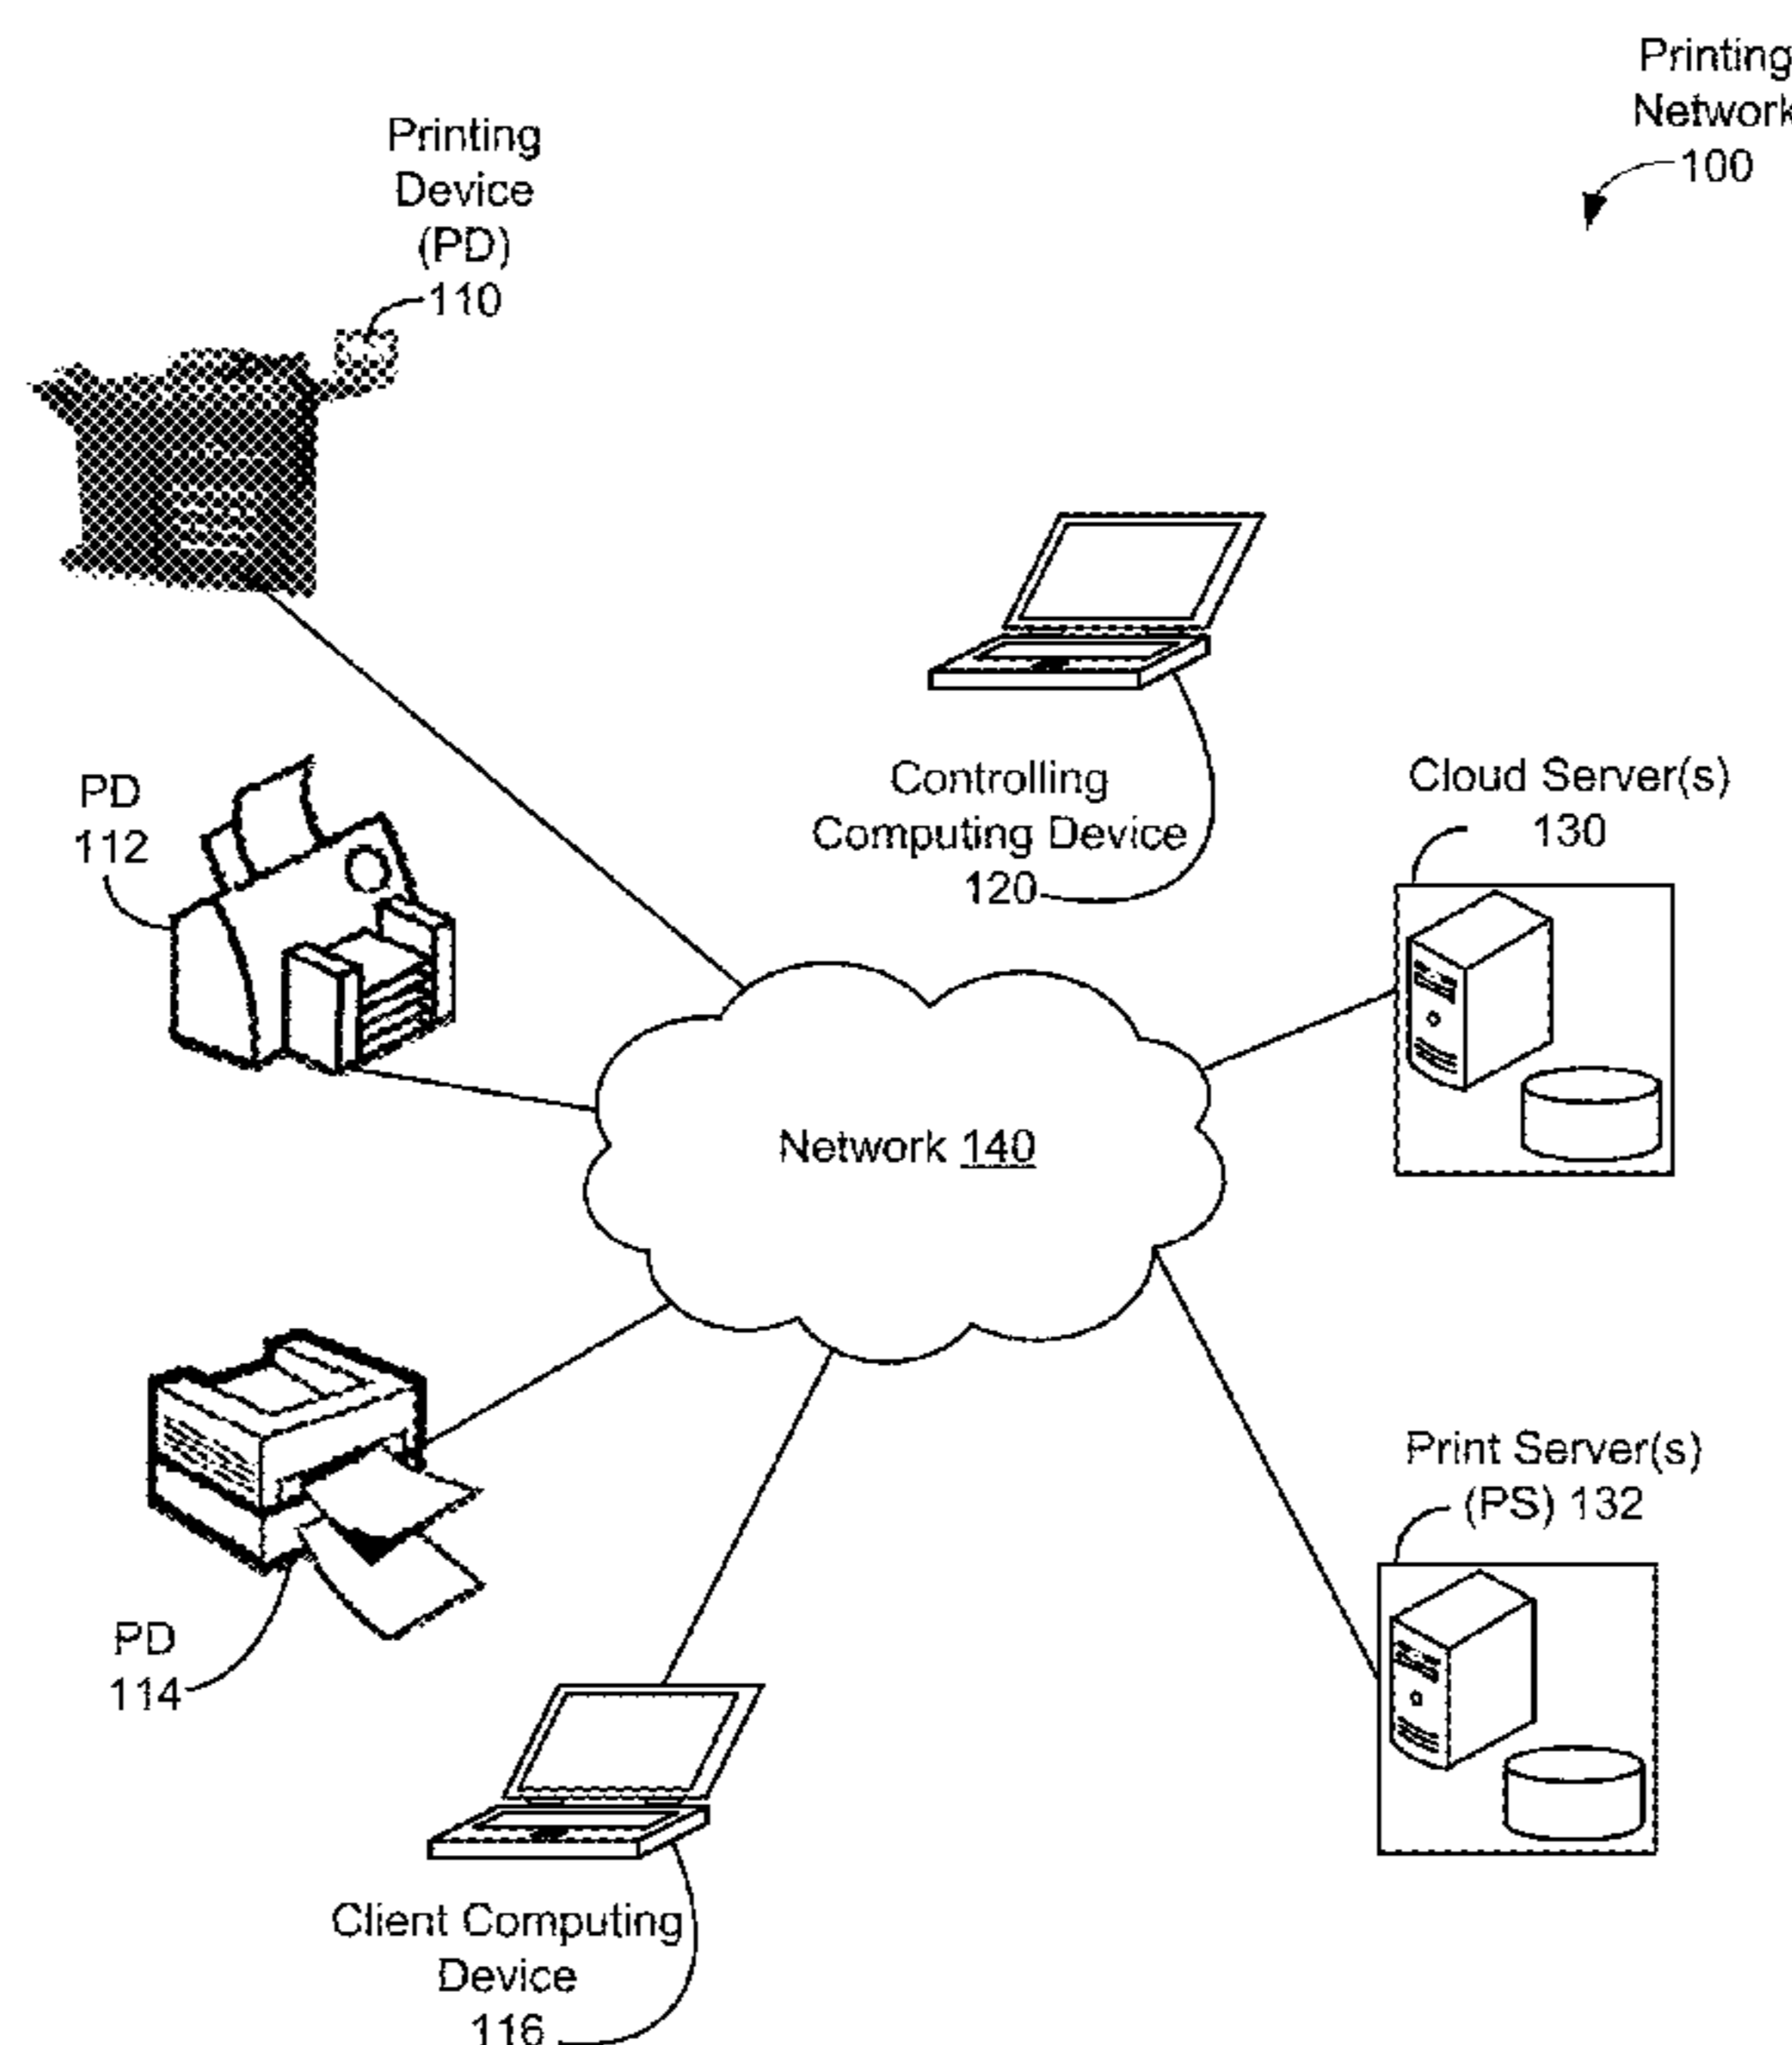 Printing
Network
100
Printing
Device
(PD)
110
Controlling
Computing Device
120
Cloud Server(s)
130
PD
112
Network 140
Print Server(s)
(PS) 132
PD
114
Client Computing
Device
116